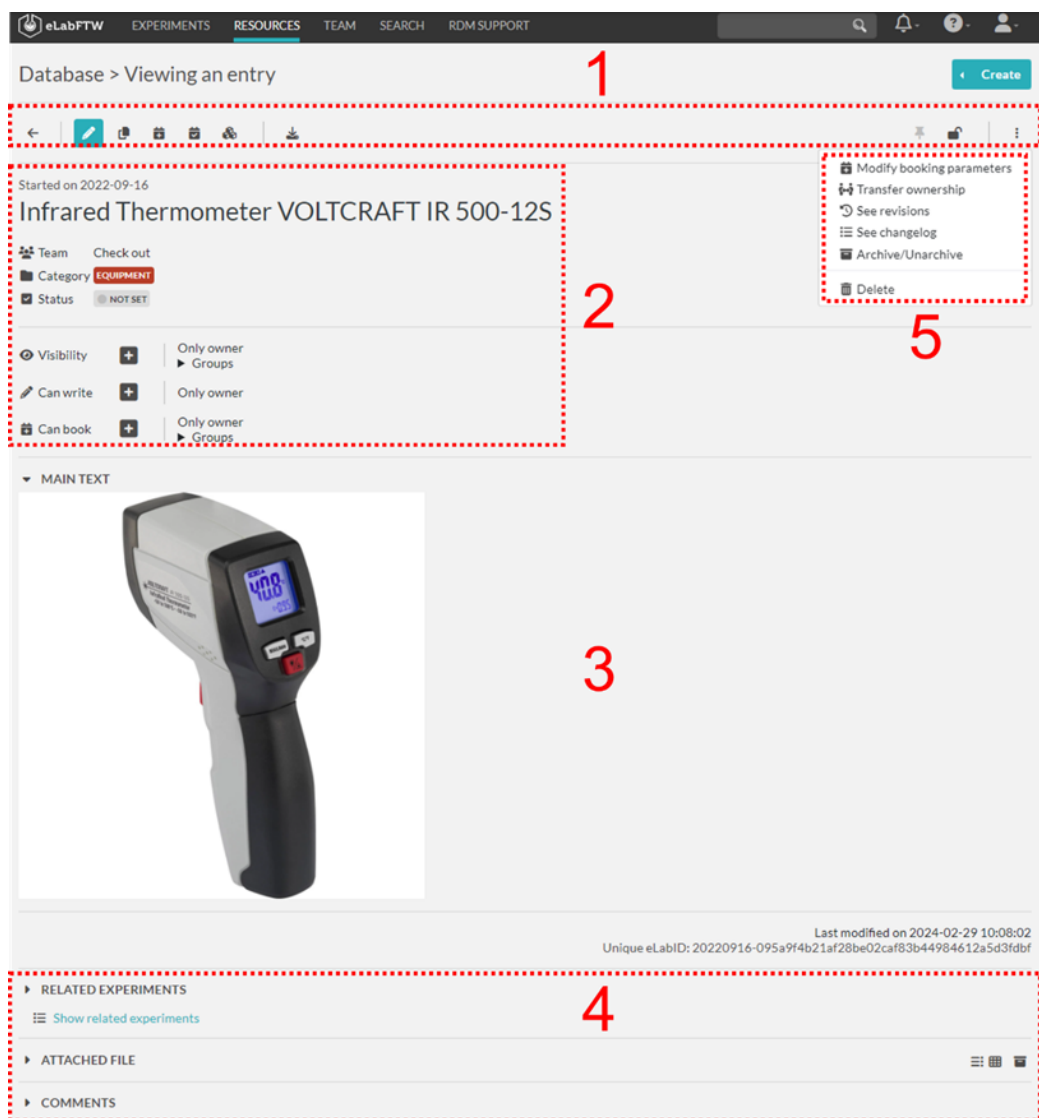 eLabFTW EXPERIMENTS RESOURCES TEAM SEARCH RDM SUPPORT
1
Database > Viewing an entry
Create
Started on 2022-09-16
Infrared Thermometer VOLTCRAFT IR 500-12S
Team Check out
Category EQUIPMENT
Status NOT SET
2
Visibility Only owner
Groups
Can write Only owner
Can book Only owner
Groups
Modify booking parameters
Transfer ownership
See revisions
See changelog
Archive/Unarchive
Delete
5
MAIN TEXT
40.8
3
Last modified on 2024-02-29 10:08:02
Unique eLabID: 20220916-095a9f4b21af28be02caf83b44984612a5d3fdbf
RELATED EXPERIMENTS
4
Show related experiments
ATTACHED FILE
COMMENTS